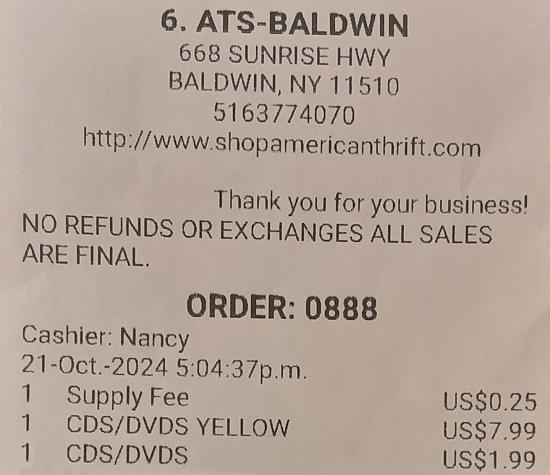 6. ATS-BALDWIN
668 SUNRISE HWY
BALDWIN, NY 11510
5163774070
http://www.shopamericanthrift.com
Thank you for your business!
NO REFUNDS OR EXCHANGES ALL SALES
ARE FINAL.
ORDER: 0888
Cashier: Nancy
21-Oct.-2024 5:04:37p.m.
1 Supply Fee US$0.25
1 CDS/DVDS YELLOW US$7.99
1 CDS/DVDS US$1.99